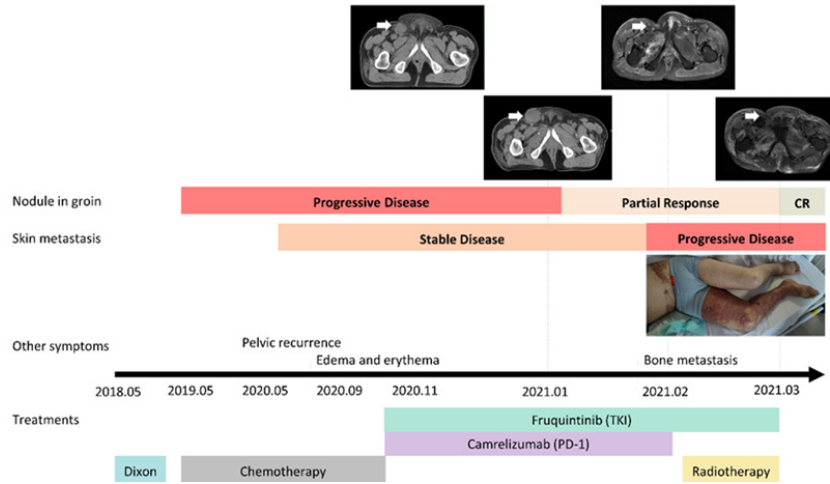 Nodule in groin
Progressive Disease
Partial Response
CR
Skin metastasis
Stable Disease
Progressive Disease
Other symptoms
Pelvic recurrence
Edema and erythema
Bone metastasis
2018.05
2019.05
2020.05
2020.09
2020.11
2021.01
2021.02
2021.03
Treatments
Fruquintinib (TKI)
Camrelizumab (PD-1)
Dixon
Chemotherapy
Radiotherapy